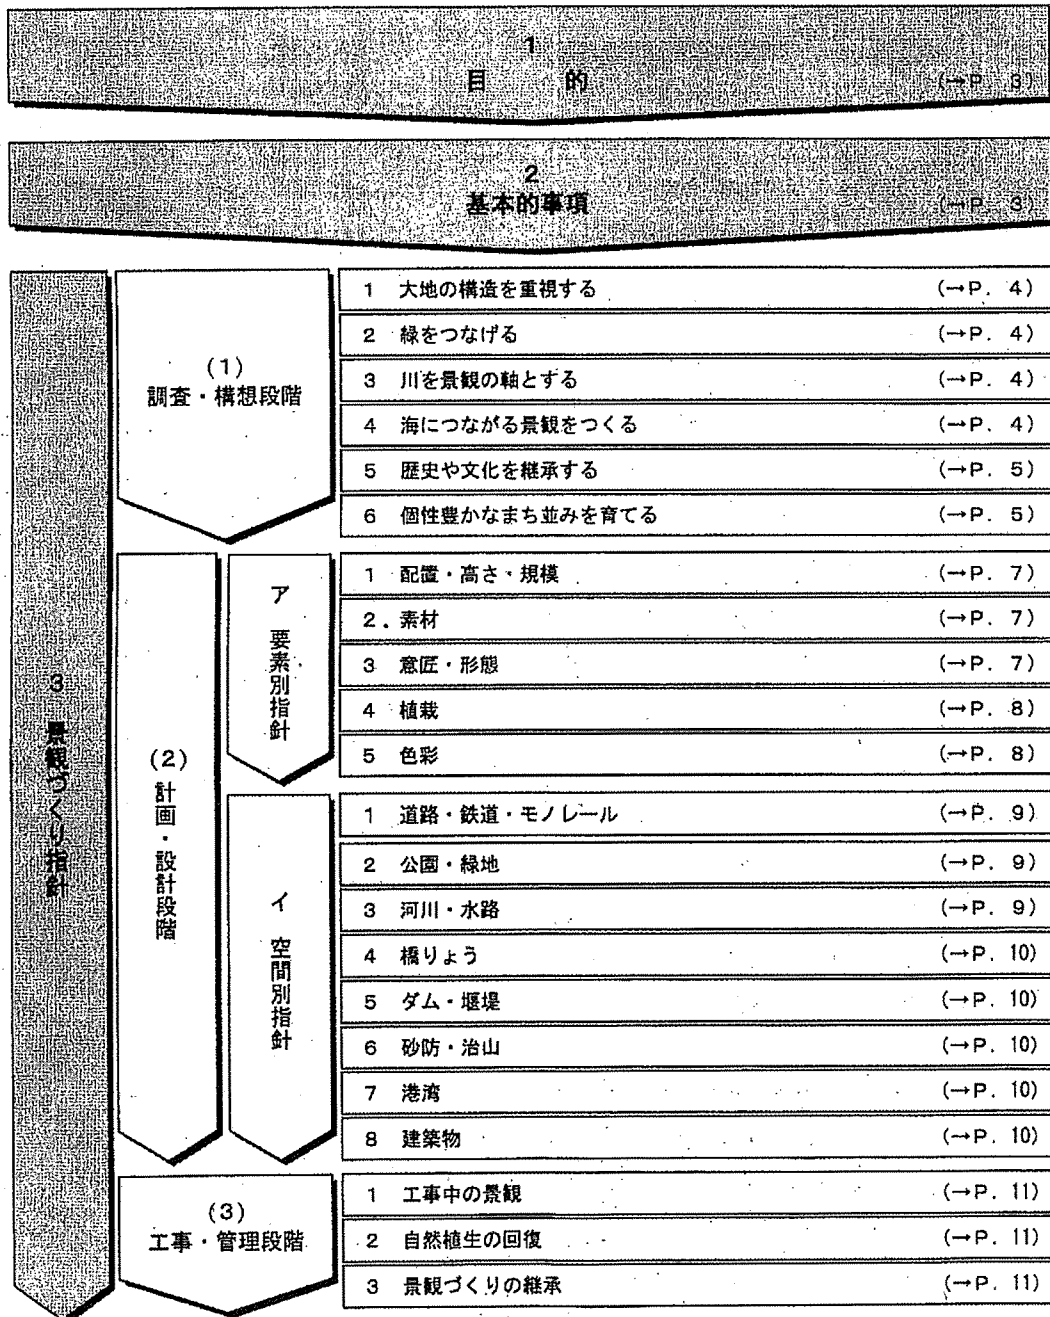 1
目 的 (→P. 3)
2
基本的事項 (→P. 3)
3 景観づくり指針
(1)
調査・構想段階
1 大地の構造を重視する (→P. 4)
2 緑をつなげる (→P. 4)
3 川を景観の軸とする (→P. 4)
4 海につながる景観をつくる (→P. 4)
5 歴史や文化を継承する (→P. 5)
6 個性豊かなまち並みを育てる (→P. 5)
(2)
計画・設計段階
ア 要素別指針
1 配置・高さ・規模 (→P. 7)
2 素材 (→P. 7)
3 意匠・形態 (→P. 7)
4 植栽 (→P. 8)
5 色彩 (→P. 8)
イ 空間別指針
1 道路・鉄道・モノレール (→P. 9)
2 公園・緑地 (→P. 9)
3 河川・水路 (→P. 9)
4 橋りょう (→P. 10)
5 ダム・堰堤 (→P. 10)
6 砂防・治山 (→P. 10)
7 港湾 (→P. 10)
8 建築物 (→P. 10)
(3)
工事・管理段階
1 工事中の景観 (→P. 11)
2 自然植生の回復 (→P. 11)
3 景観づくりの継承 (→P. 11)